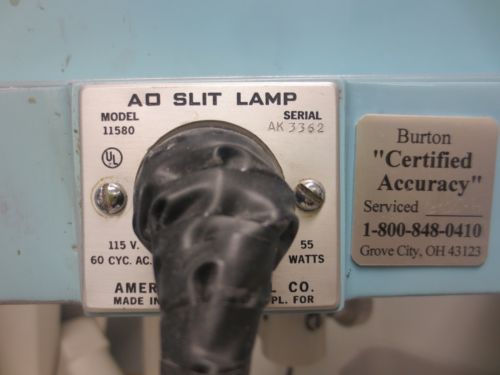 AO SLIT LAMP
MODEL
11580
SERIAL
AK 3362
UL
115 V.
60 CYC. AC.
55
WATTS
CO.
MADE IN
PL. FOR
Burton
"Certified
Accuracy"
Serviced
1-800-848-0410
Grove City, OH 43123